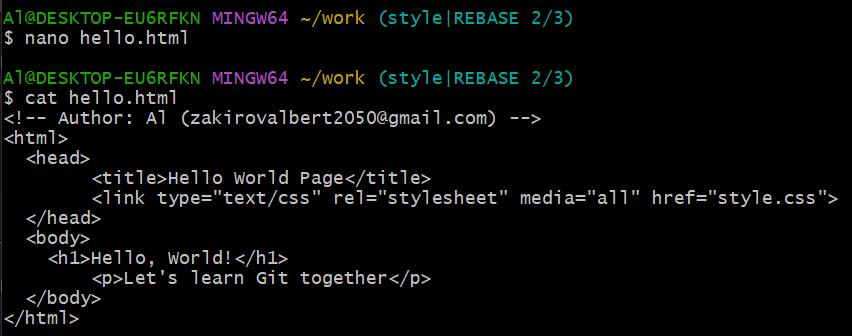 Al@DESKTOP-EU6RFKN MINGW64 ~/work (style|REBASE 2/3)
$ nano hello.html

Al@DESKTOP-EU6RFKN MINGW64 ~/work (style|REBASE 2/3)
$ cat hello.html
<!-- Author: Al (zakirovalbert2050@gmail.com) -->
<html>
  <head>
        <title>Hello World Page</title>
        <link type="text/css" rel="stylesheet" media="all" href="style.css">
  </head>
  <body>
    <h1>Hello, World!</h1>
        <p>Let's learn Git together</p>
  </body>
</html>